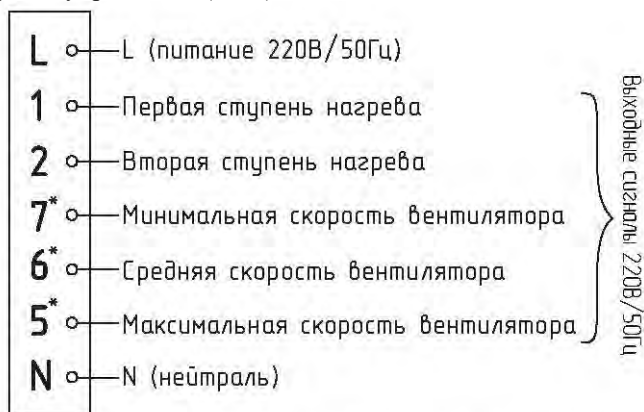 L L (питание 220В/50Гц)
1 Первая ступень нагрева
2 Вторая ступень нагрева
7* Минимальная скорость вентилятора
6* Средняя скорость вентилятора
5* Максимальная скорость вентилятора
N N (нейтраль)
Выходные сигналы 220В/50Гц